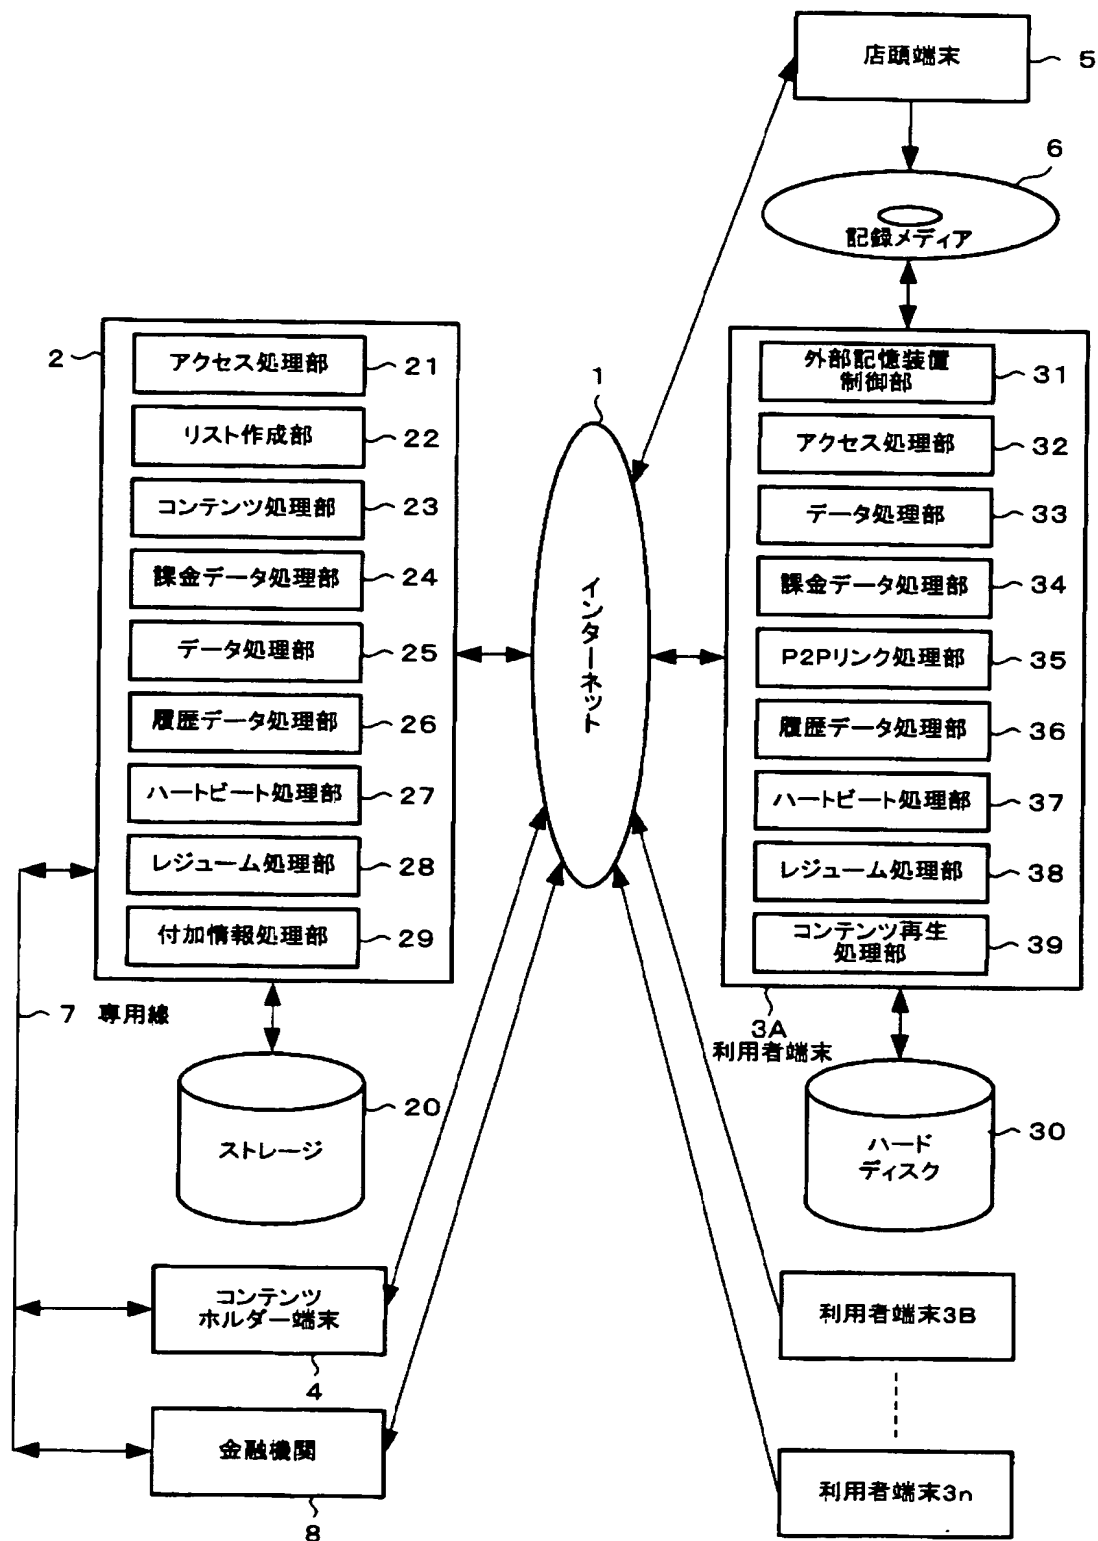 店頭端末
5
6
記録メディア
2
アクセス処理部
21
リスト作成部
22
コンテンツ処理部
23
課金データ処理部
24
データ処理部
25
履歴データ処理部
26
ハートビート処理部
27
レジューム処理部
28
付加情報処理部
29
7 専用線
20
ストレージ
コンテンツ
ホルダー端末
4
金融機関
8
1
インターネット
外部記憶装置
制御部
31
アクセス処理部
32
データ処理部
33
課金データ処理部
34
P2Pリンク処理部
35
履歴データ処理部
36
ハートビート処理部
37
レジューム処理部
38
コンテンツ再生
処理部
39
3A
利用者端末
30
ハード
ディスク
利用者端末3B
利用者端末3n